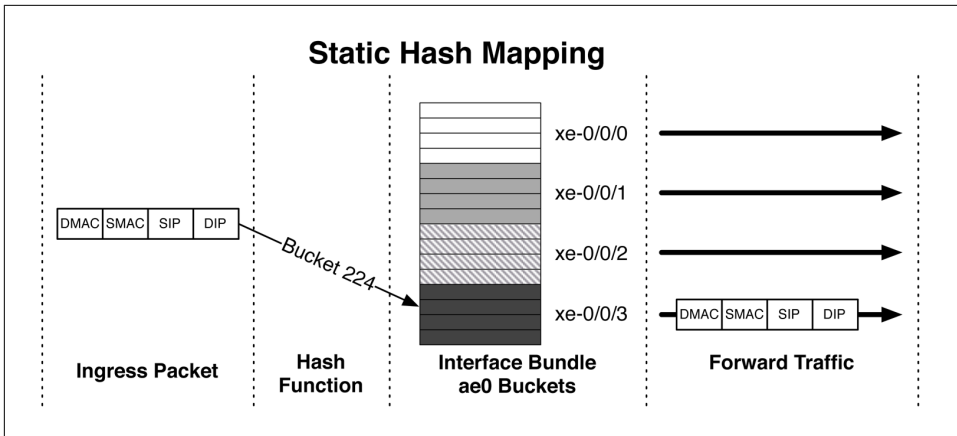 Static Hash Mapping
xe-0/0/0
xe-0/0/1
DMAC SMAC SIP DIP
Bucket 224
xe-0/0/2
xe-0/0/3
DMAC SMAC SIP DIP
Ingress Packet
Hash
Function
Interface Bundle
ae0 Buckets
Forward Traffic